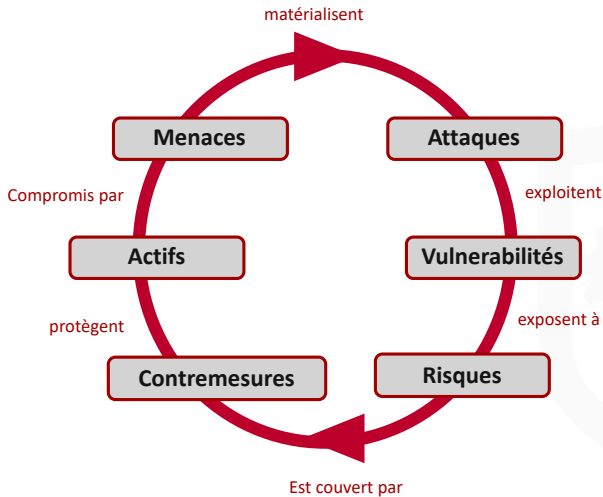 matérialisent
Menaces
Attaques
Compromis par
exploitent
Actifs
Vulnerabilités
protègent
exposent à
Contremesures
Risques
Est couvert par